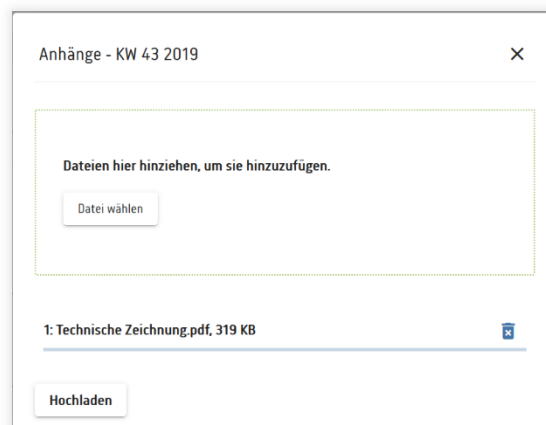 Anhänge - KW 43 2019
Dateien hier hinziehen, um sie hinzuzufügen.
Datei wählen
1: Technische Zeichnung.pdf, 319 KB
Hochladen